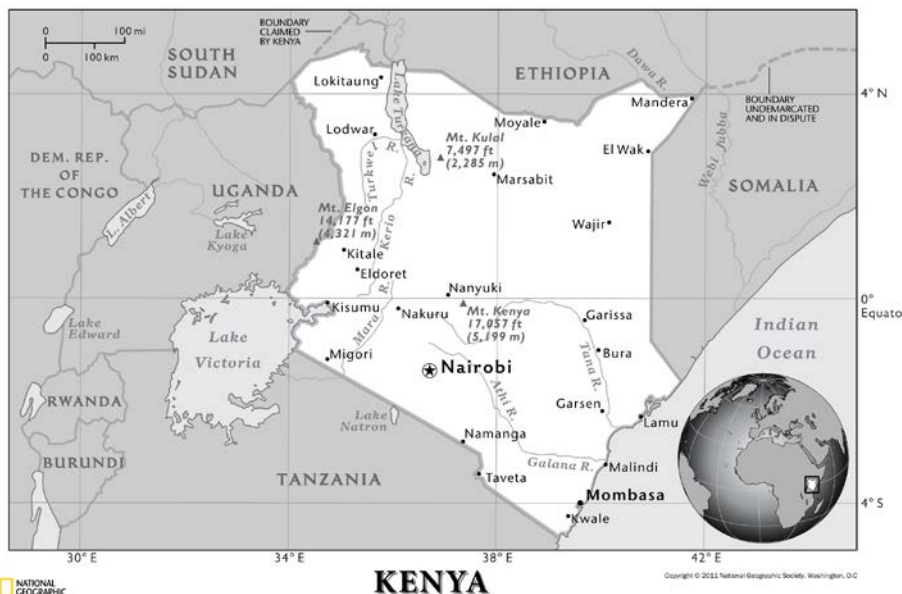 0 100 mi
0 100 km
BOUNDARY
CLAIMED
BY KENYA
SOUTH
SUDAN
ETHIOPIA
Dawa R.
Lokitaung
Lake Turkana
Mandera
4° N
BOUNDARY
UNDEMARCATED
AND IN DISPUTE
Moyale
Lodwar
Mt. Kulal
7,497 ft
(2,285 m)
El Wak
Webi Jubba
DEM. REP.
OF THE CONGO
Turkwel R.
Marsabit
UGANDA
SOMALIA
L. Albert
Mt. Elgon
14,177 ft
(4,321 m)
Kerio R.
Wajir
Lake
Kyoga
Kitale
Eldoret
Nanyuki
0°
Equato
Kisumu
Nakuru
Mt. Kenya
17,057 ft
(5,199 m)
Garissa
Lake
Edward
Lake
Victoria
Mara R.
Indian
Ocean
Migori
Nairobi
Bura
Tana R.
Athi R.
RWANDA
Lake
Natron
Garsen
Lamu
Namanga
BURUNDI
TANZANIA
Taveta
Galana R.
Malindi
Mombasa
Kwale
4° S
30° E 34° E 38° E 42° E
NATIONAL
GEOGRAPHIC
KENYA
Copyright © 2011 National Geographic Society, Washington, D.C